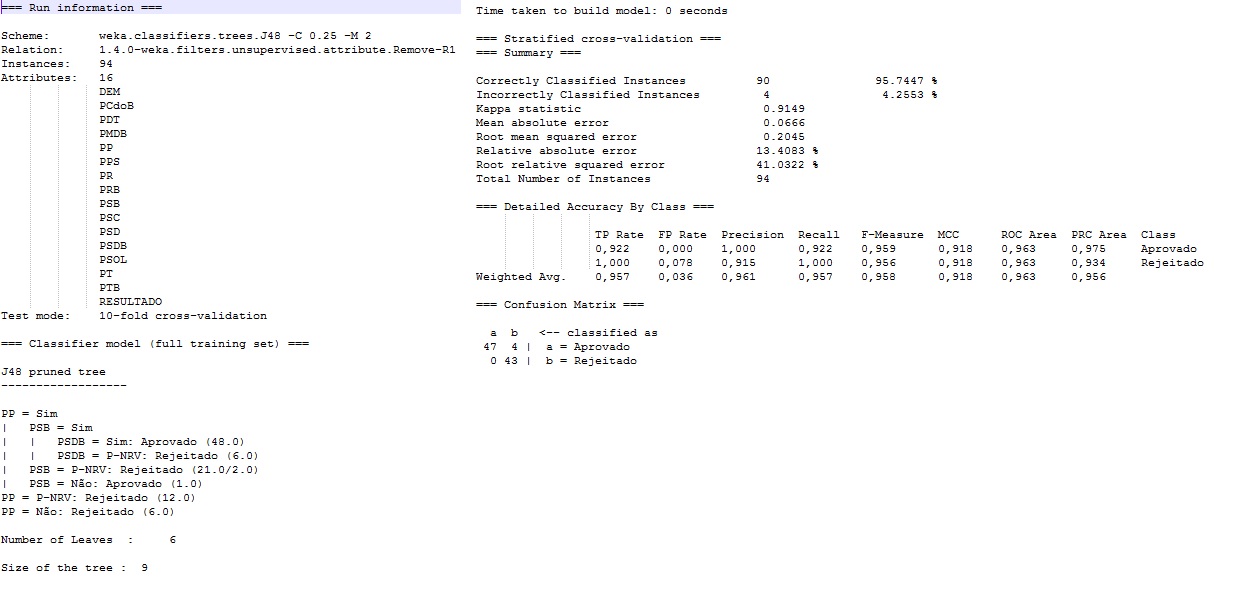 === Run information ===
Scheme:       weka.classifiers.trees.J48 -C 0.25 -M 2
Relation:     1.4.0-weka.filters.unsupervised.attribute.Remove-R1
Instances:    94
Attributes:   16
              DEM
              PCdoB
              PDT
              PMDB
              PP
              PPS
              PR
              PRB
              PSB
              PSC
              PSD
              PSDB
              PSOL
              PT
              PTB
              RESULTADO
Test mode:    10-fold cross-validation
=== Classifier model (full training set) ===
J48 pruned tree
------------------
PP = Sim
|   PSB = Sim
|   |   PSDB = Sim: Aprovado (48.0)
|   |   PSDB = P-NRV: Rejeitado (6.0)
|   PSB = P-NRV: Rejeitado (21.0/2.0)
|   PSB = Não: Aprovado (1.0)
PP = P-NRV: Rejeitado (12.0)
PP = Não: Rejeitado (6.0)
Number of Leaves  :     6
Size of the tree :  9
Time taken to build model: 0 seconds
=== Stratified cross-validation ===
=== Summary ===
Correctly Classified Instances          90               95.7447 %
Incorrectly Classified Instances         4                4.2553 %
Kappa statistic                          0.9149
Mean absolute error                      0.0666
Root mean squared error                  0.2045
Relative absolute error                 13.4083 %
Root relative squared error             41.0322 %
Total Number of Instances               94
=== Detailed Accuracy By Class ===
                 TP Rate  FP Rate  Precision  Recall   F-Measure  MCC      ROC Area  PRC Area  Class
                 0,922    0,000    1,000      0,922    0,959      0,918    0,963     0,975     Aprovado
                 1,000    0,078    0,915      1,000    0,956      0,918    0,963     0,934     Rejeitado
Weighted Avg.    0,957    0,036    0,961      0,957    0,958      0,918    0,963     0,956
=== Confusion Matrix ===
  a  b   <-- classified as
 47  4 |  a = Aprovado
  0 43 |  b = Rejeitado